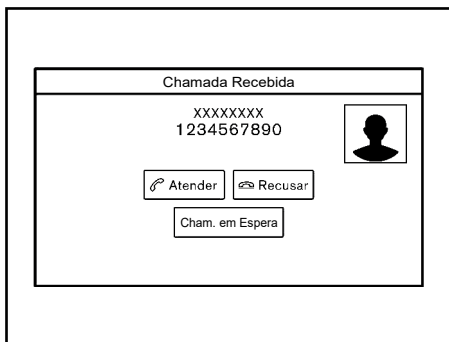 Chamada Recebida
XXXXXXXX
1234567890
Atender
Recusar
Cham. em Espera